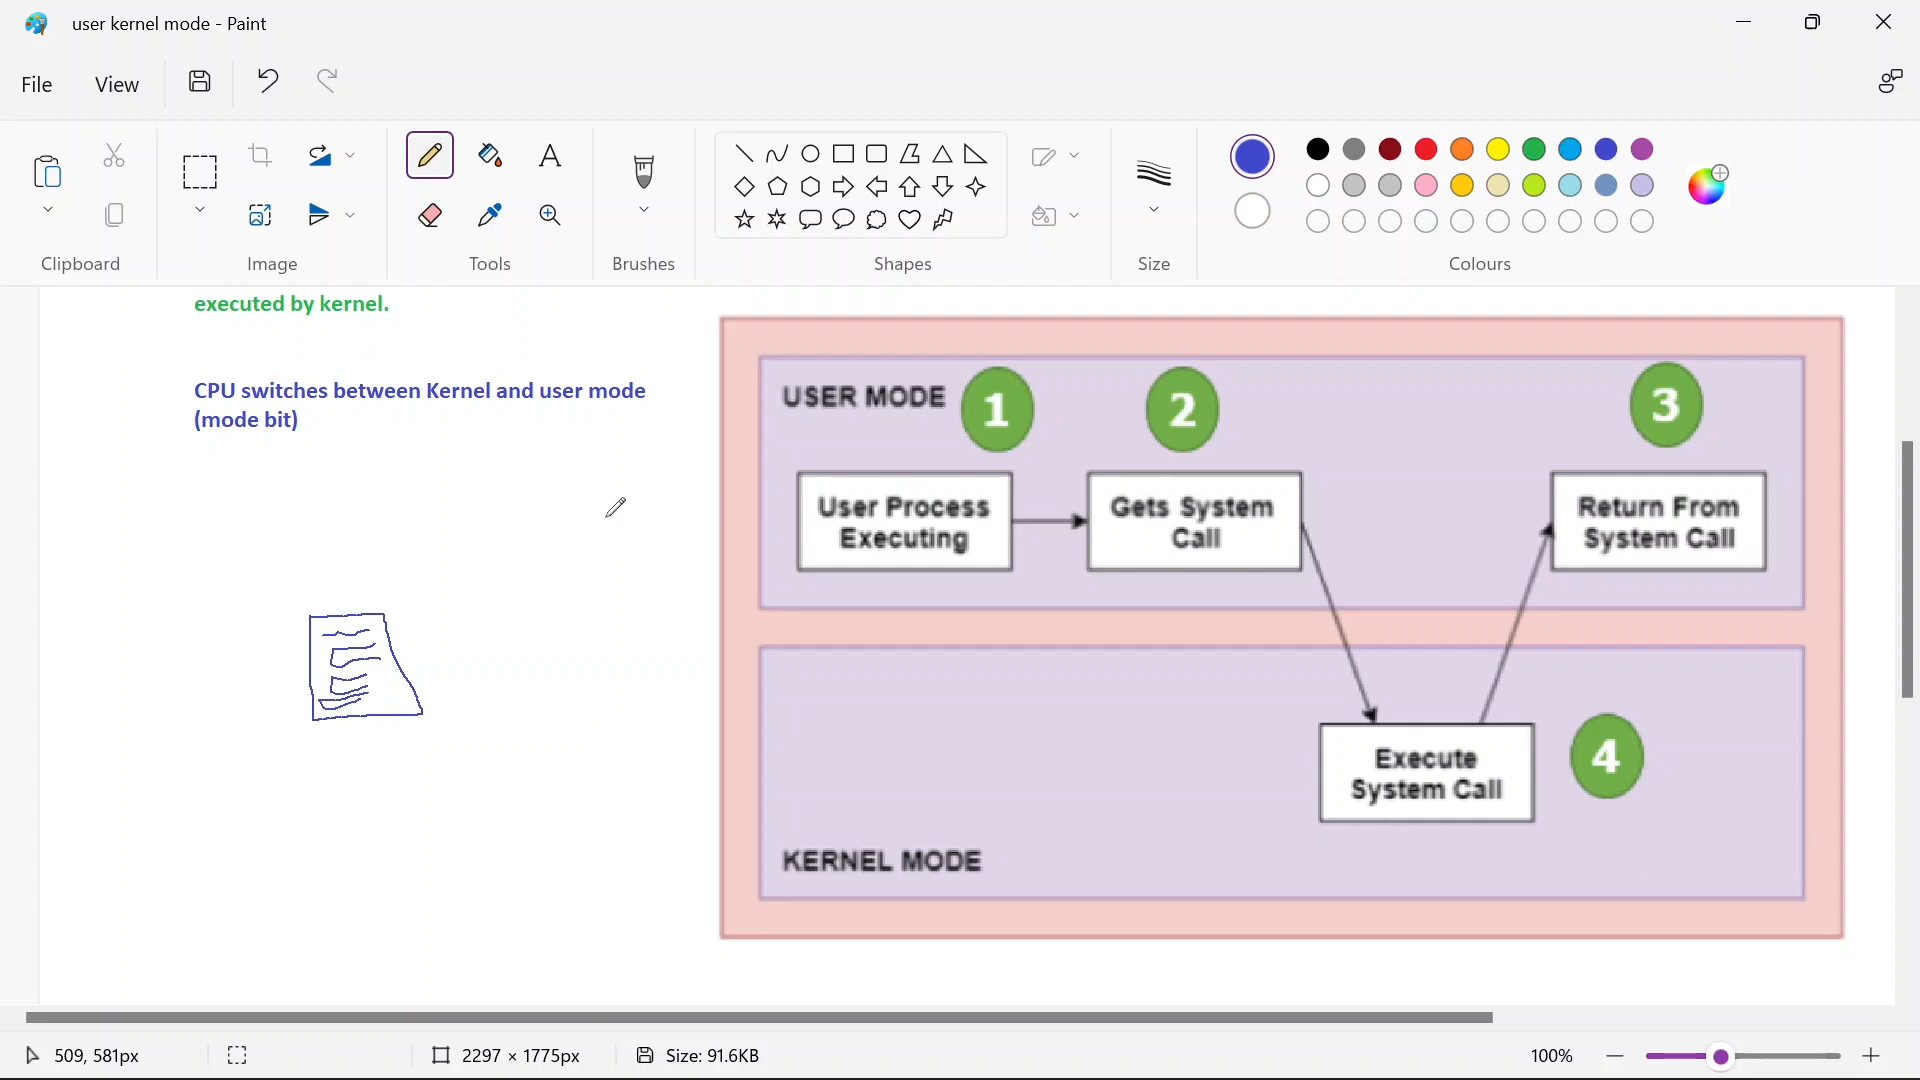 user kernel mode - Paint
File
View
Clipboard
Image
Tools
Brushes
Shapes
Size
Colours
executed by kernel.
CPU switches between Kernel and user mode
(mode bit)
USER MODE
1
2
3
User Process
Executing
Gets System
Call
Return From
System Call
Execute
System Call
4
KERNEL MODE
509, 581px
2297 × 1775px
Size: 91.6KB
100%